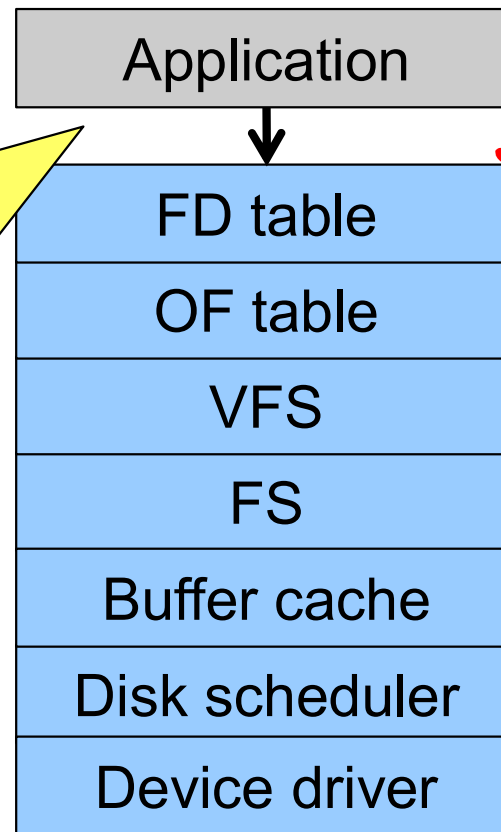 Application
FD table
OF table
VFS
FS
Buffer cache
Disk scheduler
Device driver